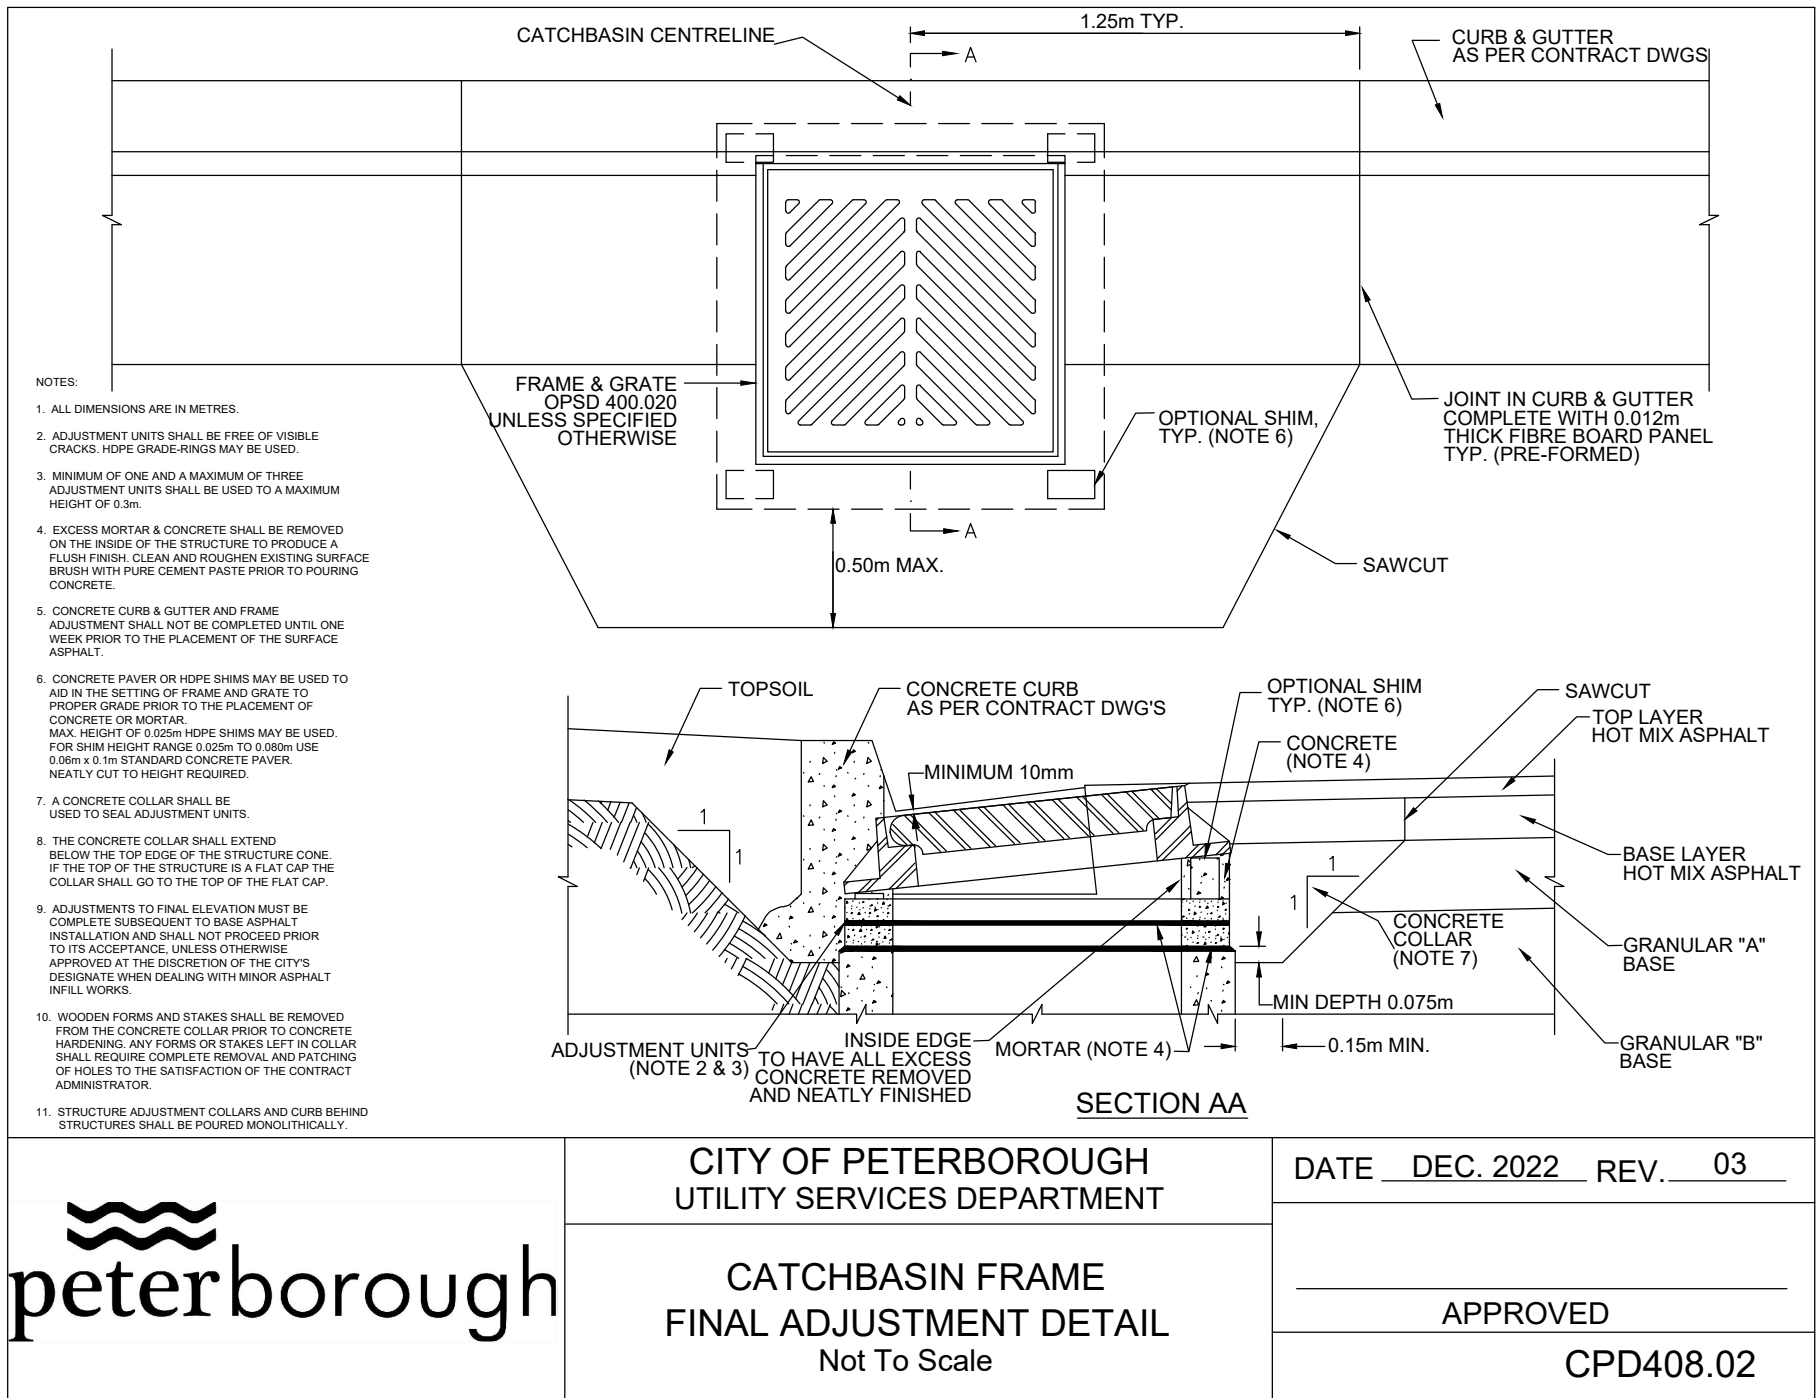 1.25m TYP.
CATCHBASIN CENTRELINE
A
CURB & GUTTER
AS PER CONTRACT DWGS
FRAME & GRATE
OPSD 400.020
UNLESS SPECIFIED
OTHERWISE
OPTIONAL SHIM,
TYP. (NOTE 6)
JOINT IN CURB & GUTTER
COMPLETE WITH 0.012m
THICK FIBRE BOARD PANEL
TYP. (PRE-FORMED)
A
0.50m MAX.
SAWCUT
NOTES:
1. ALL DIMENSIONS ARE IN METRES.
2. ADJUSTMENT UNITS SHALL BE FREE OF VISIBLE
CRACKS. HDPE GRADE-RINGS MAY BE USED.
3. MINIMUM OF ONE AND A MAXIMUM OF THREE
ADJUSTMENT UNITS SHALL BE USED TO A MAXIMUM
HEIGHT OF 0.3m.
4. EXCESS MORTAR & CONCRETE SHALL BE REMOVED
ON THE INSIDE OF THE STRUCTURE TO PRODUCE A
FLUSH FINISH. CLEAN AND ROUGHEN EXISTING SURFACE
BRUSH WITH PURE CEMENT PASTE PRIOR TO POURING
CONCRETE.
5. CONCRETE CURB & GUTTER AND FRAME
ADJUSTMENT SHALL NOT BE COMPLETED UNTIL ONE
WEEK PRIOR TO THE PLACEMENT OF THE SURFACE
ASPHALT.
6. CONCRETE PAVER OR HDPE SHIMS MAY BE USED TO
AID IN THE SETTING OF FRAME AND GRATE TO
PROPER GRADE PRIOR TO THE PLACEMENT OF
CONCRETE OR MORTAR.
MAX. HEIGHT OF 0.025m HDPE SHIMS MAY BE USED.
FOR SHIM HEIGHT RANGE 0.025m TO 0.080m USE
0.06m x 0.1m STANDARD CONCRETE PAVER.
NEATLY CUT TO HEIGHT REQUIRED.
7. A CONCRETE COLLAR SHALL BE
USED TO SEAL ADJUSTMENT UNITS.
8. THE CONCRETE COLLAR SHALL EXTEND
BELOW THE TOP EDGE OF THE STRUCTURE CONE.
IF THE TOP OF THE STRUCTURE IS A FLAT CAP THE
COLLAR SHALL GO TO THE TOP OF THE FLAT CAP.
9. ADJUSTMENTS TO FINAL ELEVATION MUST BE
COMPLETE SUBSEQUENT TO BASE ASPHALT
INSTALLATION AND SHALL NOT PROCEED PRIOR
TO ITS ACCEPTANCE, UNLESS OTHERWISE
APPROVED AT THE DISCRETION OF THE CITY'S
DESIGNATE WHEN DEALING WITH MINOR ASPHALT
INFILL WORKS.
10. WOODEN FORMS AND STAKES SHALL BE REMOVED
FROM THE CONCRETE COLLAR PRIOR TO CONCRETE
HARDENING. ANY FORMS OR STAKES LEFT IN COLLAR
SHALL REQUIRE COMPLETE REMOVAL AND PATCHING
OF HOLES TO THE SATISFACTION OF THE CONTRACT
ADMINISTRATOR.
11. STRUCTURE ADJUSTMENT COLLARS AND CURB BEHIND
STRUCTURES SHALL BE POURED MONOLITHICALLY.
TOPSOIL
CONCRETE CURB
AS PER CONTRACT DWG'S
OPTIONAL SHIM
TYP. (NOTE 6)
SAWCUT
TOP LAYER
HOT MIX ASPHALT
CONCRETE
(NOTE 4)
MINIMUM 10mm
1
1
BASE LAYER
HOT MIX ASPHALT
1
1
CONCRETE
COLLAR
(NOTE 7)
GRANULAR "A"
BASE
MIN DEPTH 0.075m
GRANULAR "B"
BASE
ADJUSTMENT UNITS
(NOTE 2 & 3)
INSIDE EDGE
TO HAVE ALL EXCESS
CONCRETE REMOVED
AND NEATLY FINISHED
MORTAR (NOTE 4)
0.15m MIN.
SECTION AA
peterborough
CITY OF PETERBOROUGH
UTILITY SERVICES DEPARTMENT
CATCHBASIN FRAME
FINAL ADJUSTMENT DETAIL
Not To Scale
DATE DEC. 2022 REV. 03
APPROVED
CPD408.02